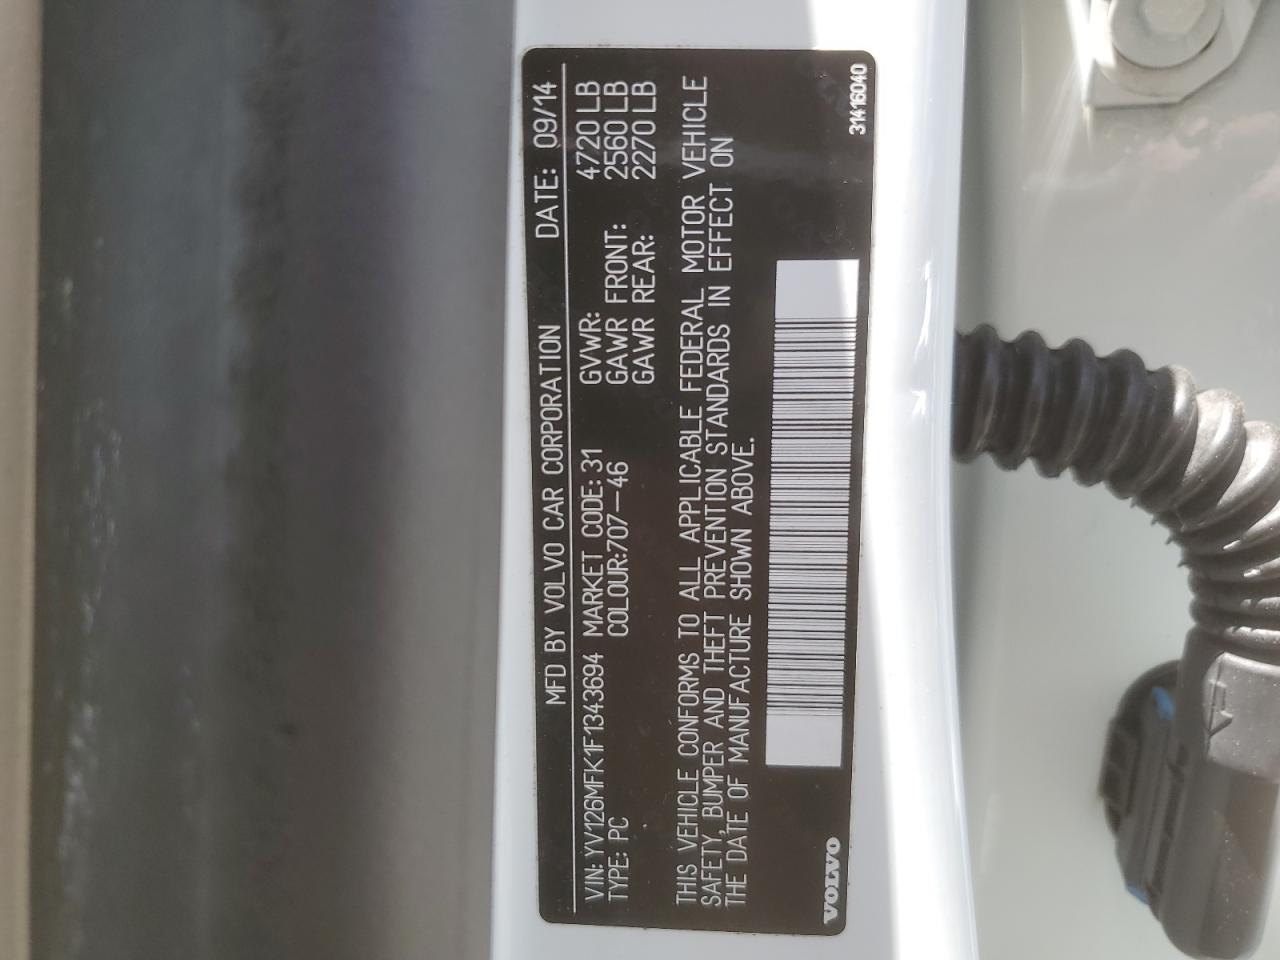 MFD BY VOLVO CAR CORPORATION DATE: 09/14
VIN: YV126MFK1F1343694 MARKET CODE: 31 GVWR: 4720 LB
TYPE: PC COLOUR:707-46 GAWR FRONT: 2560 LB
GAWR REAR: 2270 LB
THIS VEHICLE CONFORMS TO ALL APPLICABLE FEDERAL MOTOR VEHICLE
SAFETY, BUMPER AND THEFT PREVENTION STANDARDS IN EFFECT ON
THE DATE OF MANUFACTURE SHOWN ABOVE.
VOLVO 31416040